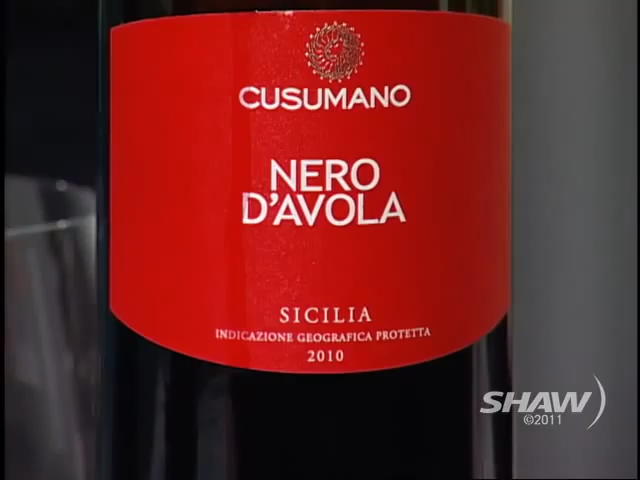 CUSUMANO
NERO
D'AVOLA
SICILIA
INDICAZIONE GEOGRAFICA PROTETTA
2010
SHAW
©2011